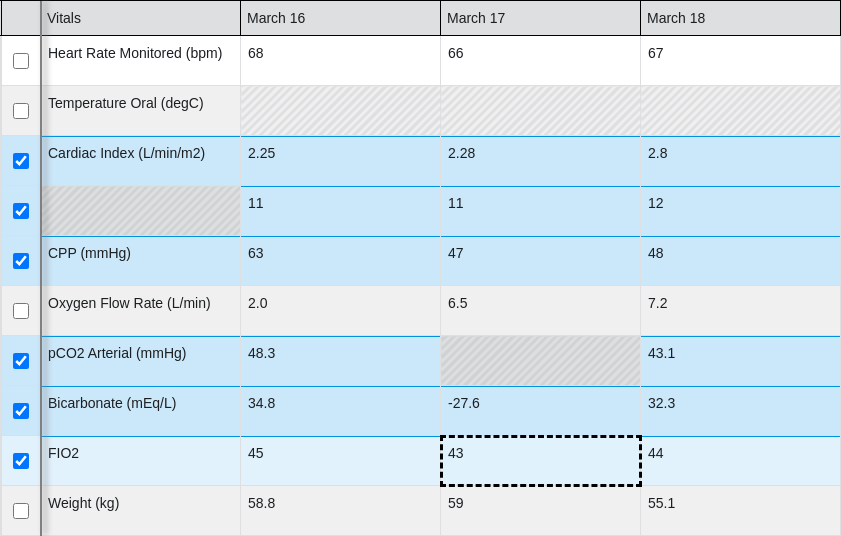 Vitals March 16 March 17 March 18
Heart Rate Monitored (bpm) 68 66 67
Temperature Oral (degC)
Cardiac Index (L/min/m2) 2.25 2.28 2.8
11 11 12
CPP (mmHg) 63 47 48
Oxygen Flow Rate (L/min) 2.0 6.5 7.2
pCO2 Arterial (mmHg) 48.3 43.1
Bicarbonate (mEq/L) 34.8 -27.6 32.3
FIO2 45 43 44
Weight (kg) 58.8 59 55.1